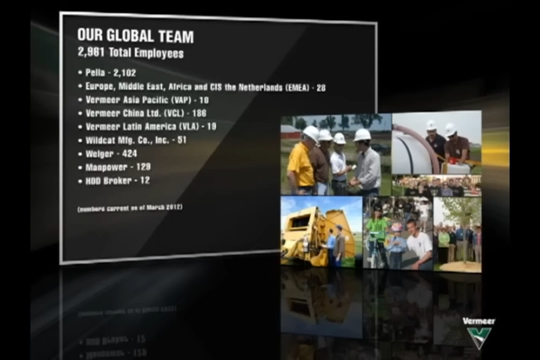 OUR GLOBAL TEAM
2,961 Total Employees
• Pella - 2,102
• Europe, Middle East, Africa and CIS the Netherlands (EMEA) - 28
• Vermeer Asia Pacific (VAP) - 10
• Vermeer China Ltd. (VCL) - 186
• Vermeer Latin America (VLA) - 19
• Wildcat Mfg. Co., Inc. - 51
• Welger - 424
• Manpower - 129
• HDD Broker - 12
(numbers current as of March 2012)
Vermeer